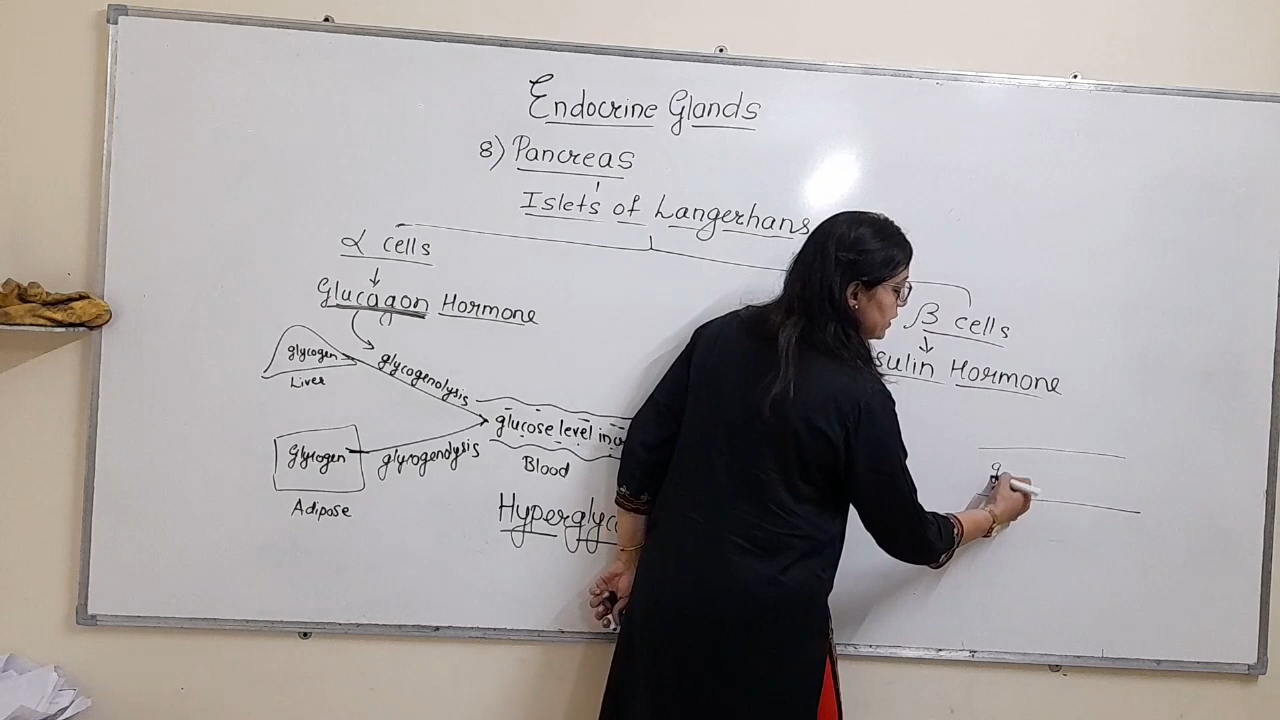 Endocrine Glands
8) Pancreas
Islets of Langerhans
α cells
Glucagon Hormone
glycogen
Liver
glycogenolysis
Glycogen
Adipose
glycogenolysis
glucose level inc
Blood
Hyperglyc
β cells
sulin Hormone
g